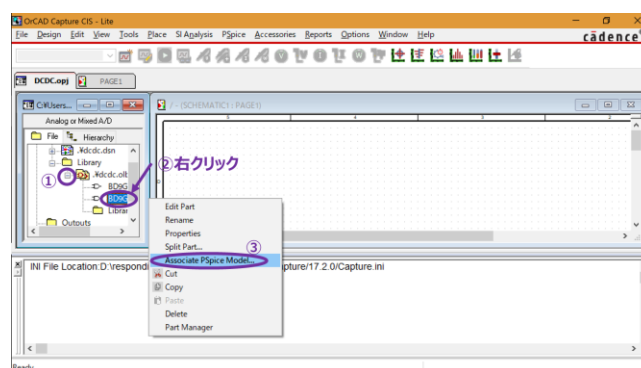 OrCAD Capture CIS - Lite
File Design Edit View Tools Place SI Analysis PSpice Accessories Reports Options Window Help
cādence
DCDC.opj PAGE1
C:¥Users...
/ - (SCHEMATIC1 : PAGE1)
Analog or Mixed A/D
File Hierarchy
.¥dcdc.dsn
Library
① .¥dcdc.olb
BD9G
BD9G
Librar
Outputs
②右クリック
Edit Part
Rename
Properties
Split Part...
③
Associate PSpice Model...
Cut
Copy
Paste
Delete
Part Manager
INI File Location:D:\respondi pture/17.2.0/Capture.ini
Ready